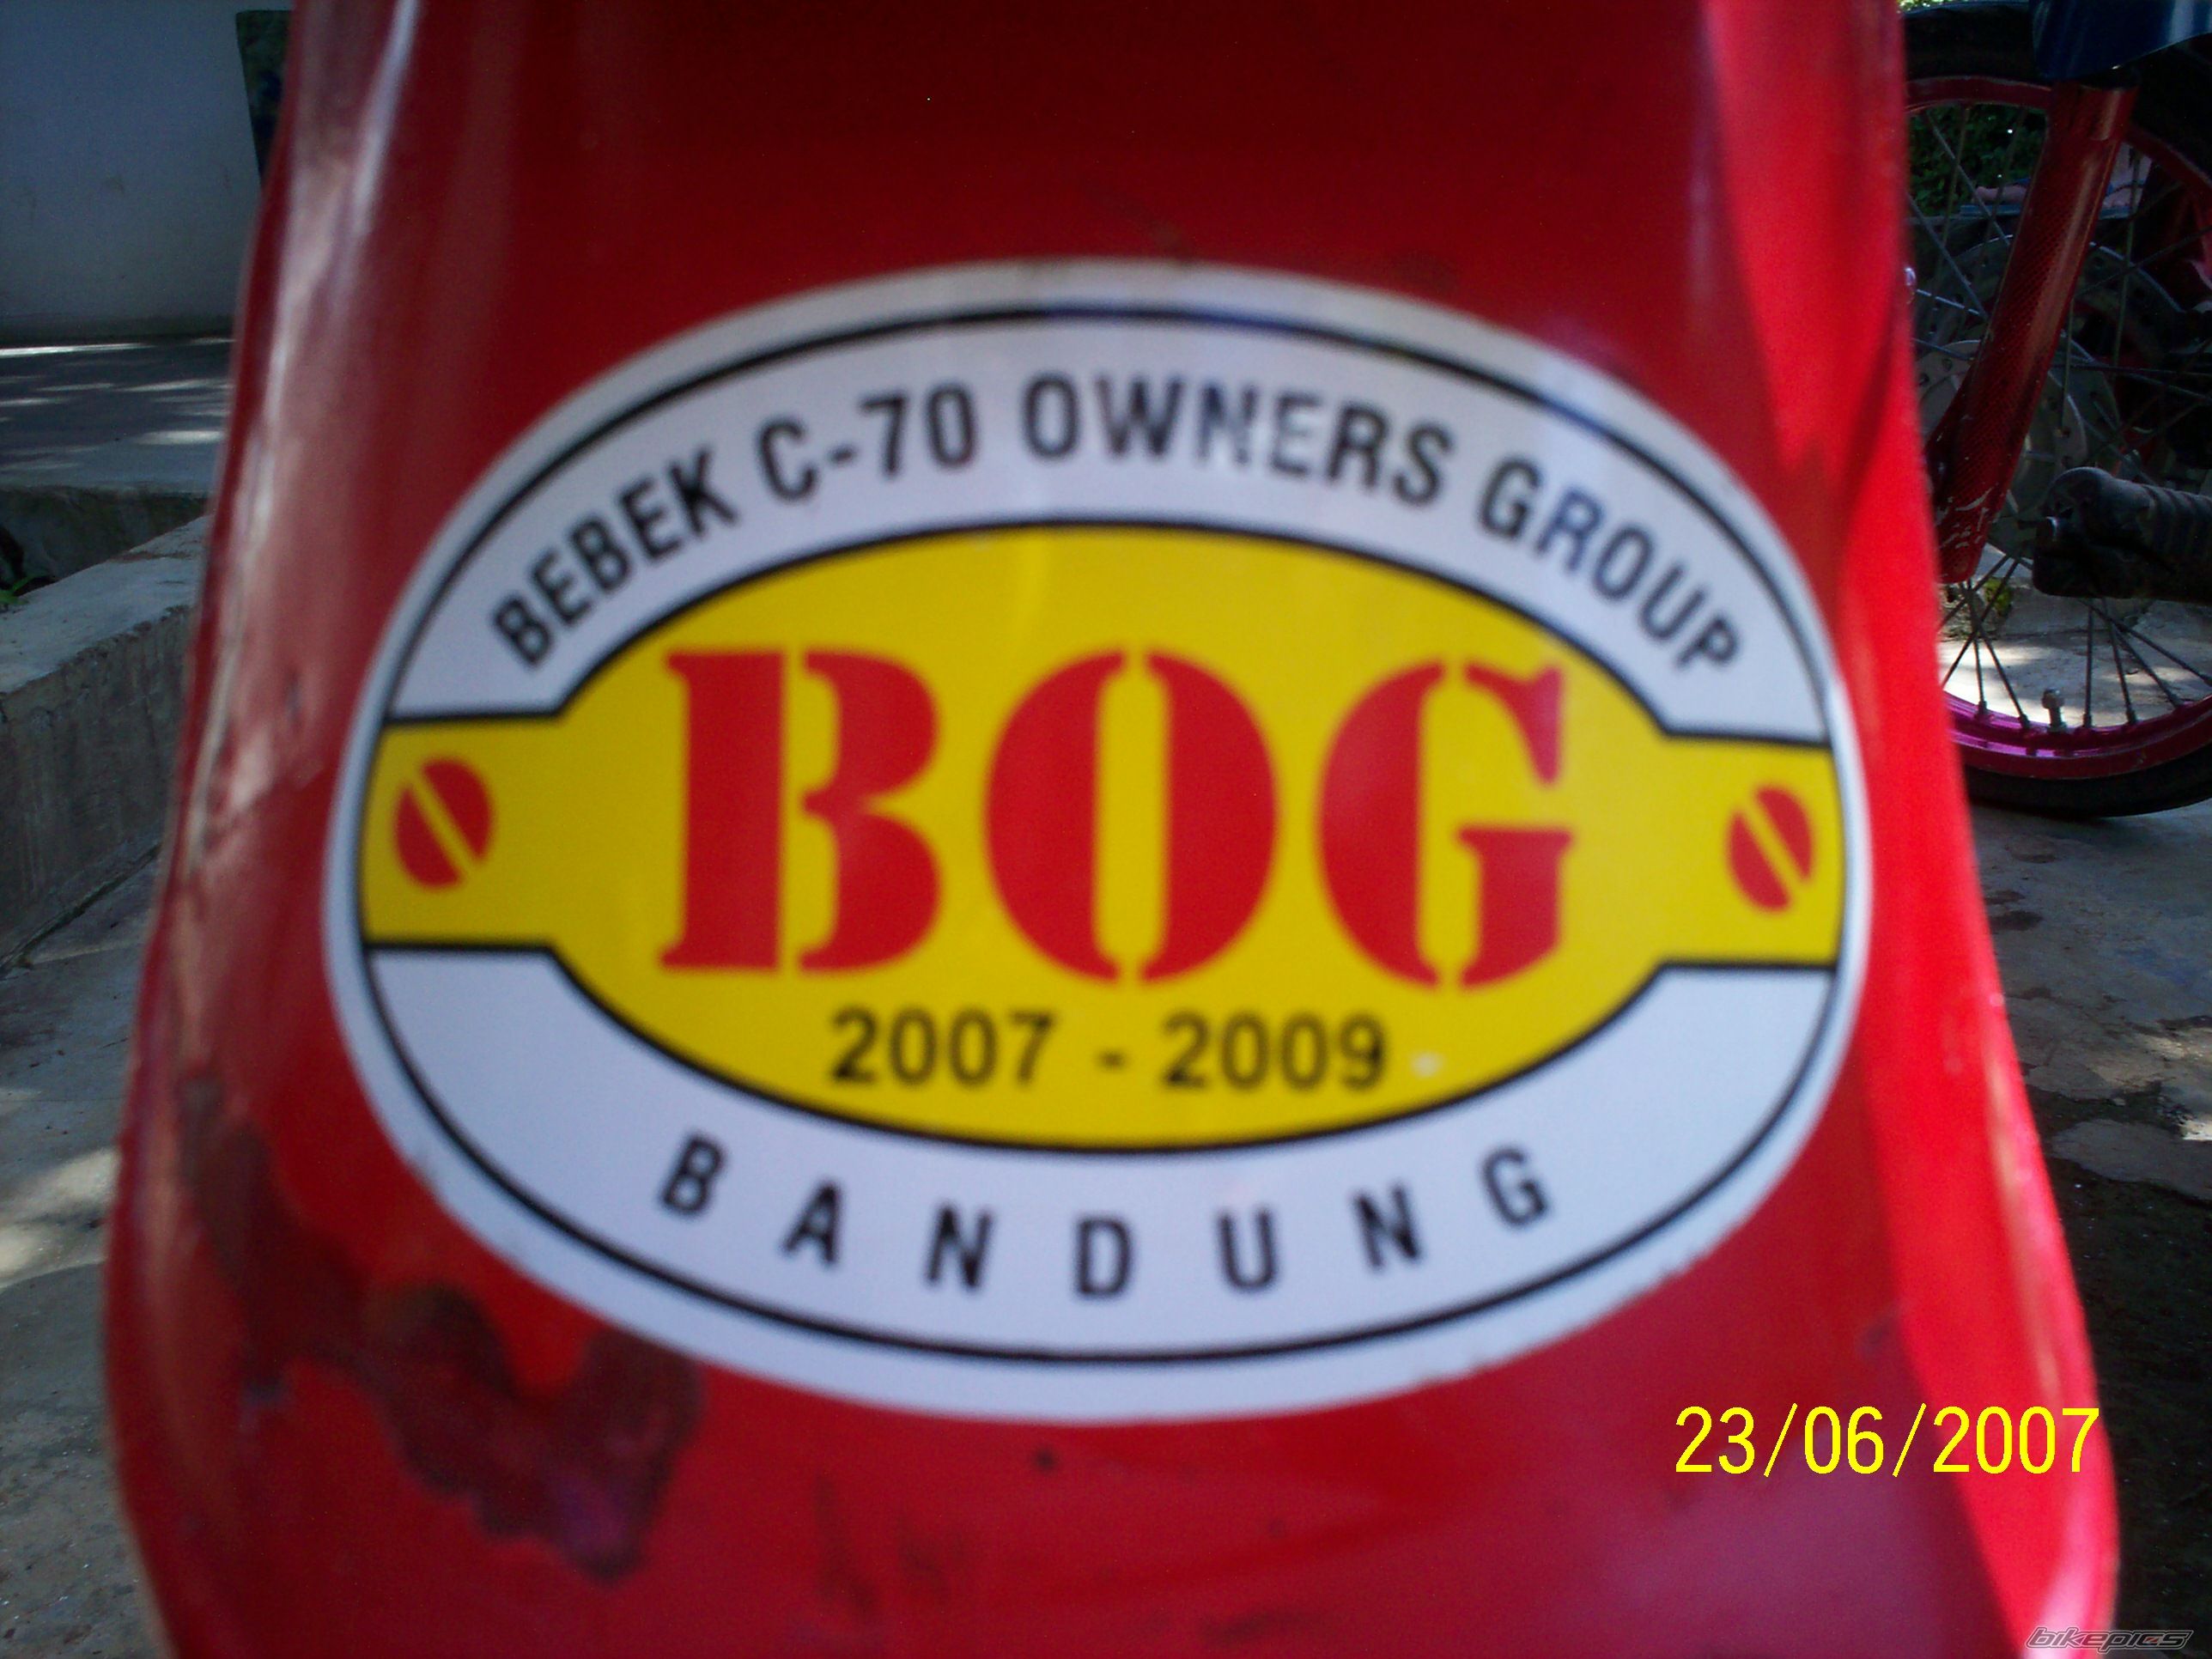 BEBEK C-70 OWNERS GROUP
BOG
2007 - 2009
BANDUNG
23/06/2007
bikepics